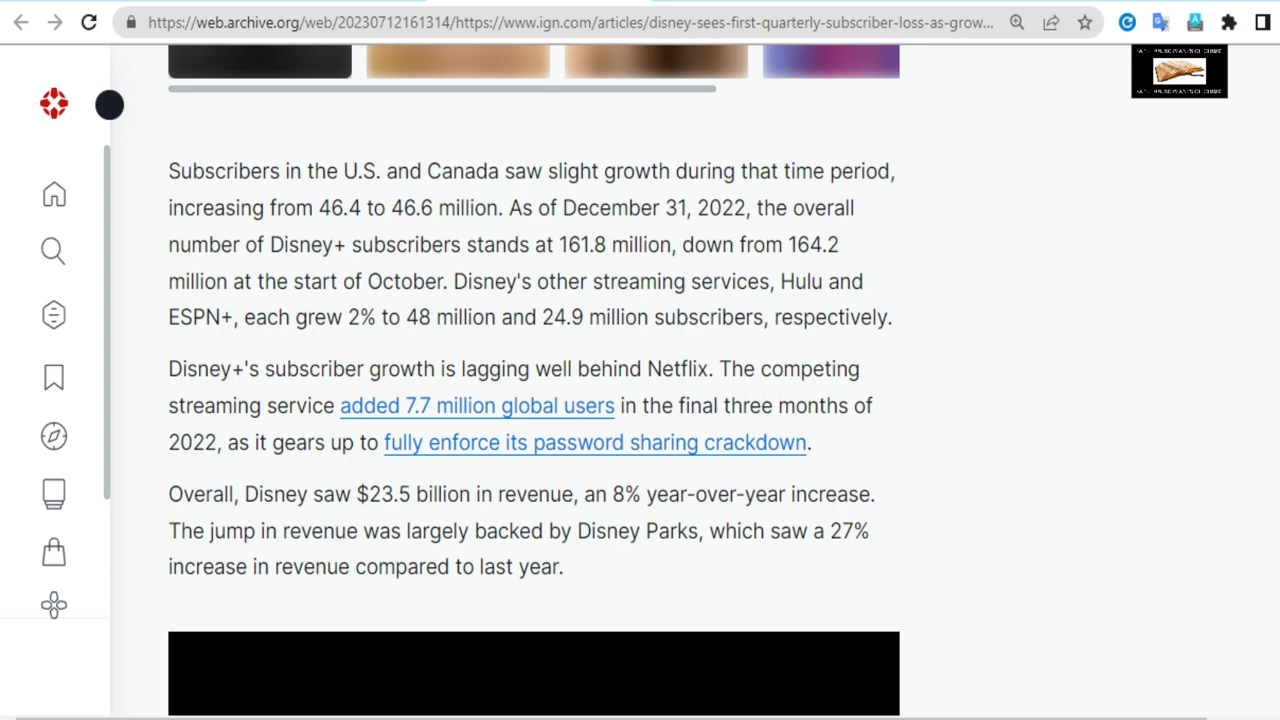 https://web.archive.org/web/20230712161314/https://www.ign.com/articles/disney-sees-first-quarterly-subscriber-loss-as-grow...
Subscribers in the U.S. and Canada saw slight growth during that time period,
increasing from 46.4 to 46.6 million. As of December 31, 2022, the overall
number of Disney+ subscribers stands at 161.8 million, down from 164.2
million at the start of October. Disney's other streaming services, Hulu and
ESPN+, each grew 2% to 48 million and 24.9 million subscribers, respectively.
Disney+'s subscriber growth is lagging well behind Netflix. The competing
streaming service added 7.7 million global users in the final three months of
2022, as it gears up to fully enforce its password sharing crackdown.
Overall, Disney saw $23.5 billion in revenue, an 8% year-over-year increase.
The jump in revenue was largely backed by Disney Parks, which saw a 27%
increase in revenue compared to last year.